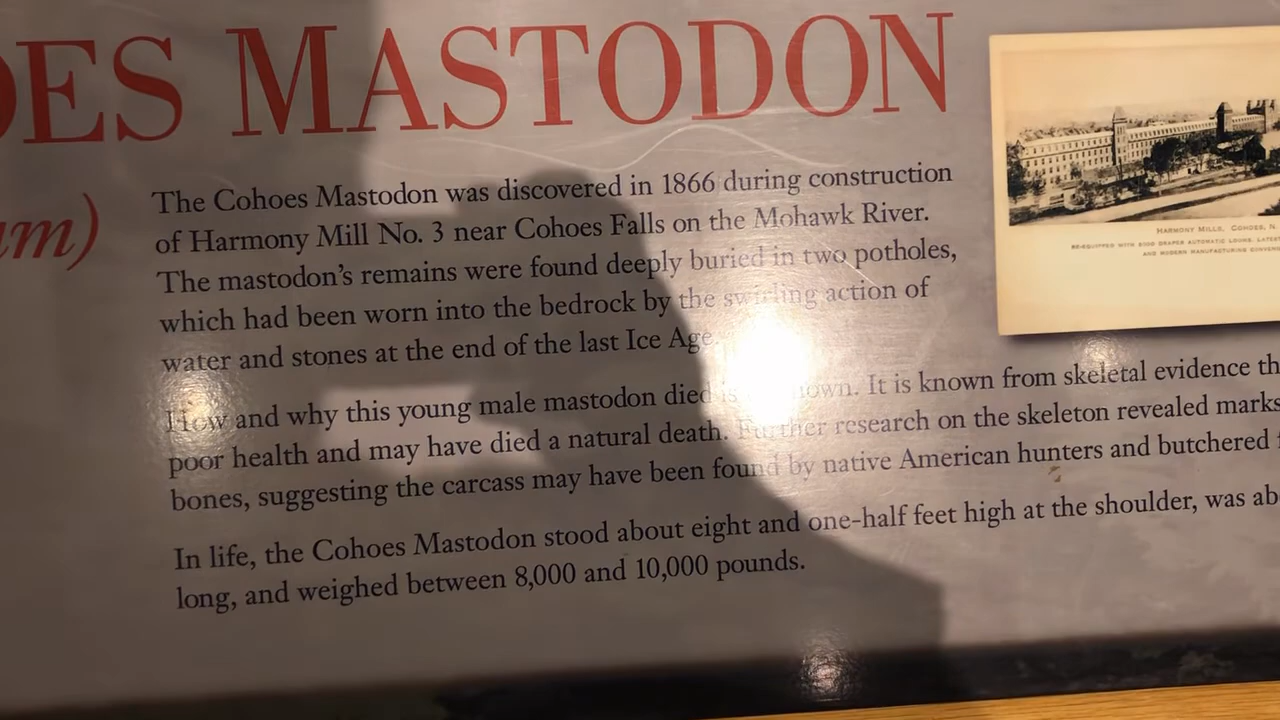 OES MASTODON
um)
The Cohoes Mastodon was discovered in 1866 during construction
of Harmony Mill No. 3 near Cohoes Falls on the Mohawk River.
The mastodon's remains were found deeply buried in two potholes,
which had been worn into the bedrock by the swirling action of
water and stones at the end of the last Ice Age
How and why this young male mastodon died is It is known from skeletal evidence th
poor health and may have died a natural death. Further research on the skeleton revealed marks
bones, suggesting the carcass may have been found by native American hunters and butchered
In life, the Cohoes Mastodon stood about eight and one-half feet high at the shoulder, was ab
long, and weighed between 8,000 and 10,000 pounds.
HARMONY MILLS, COHOES, N.
AND MODERN MANUFACTURING